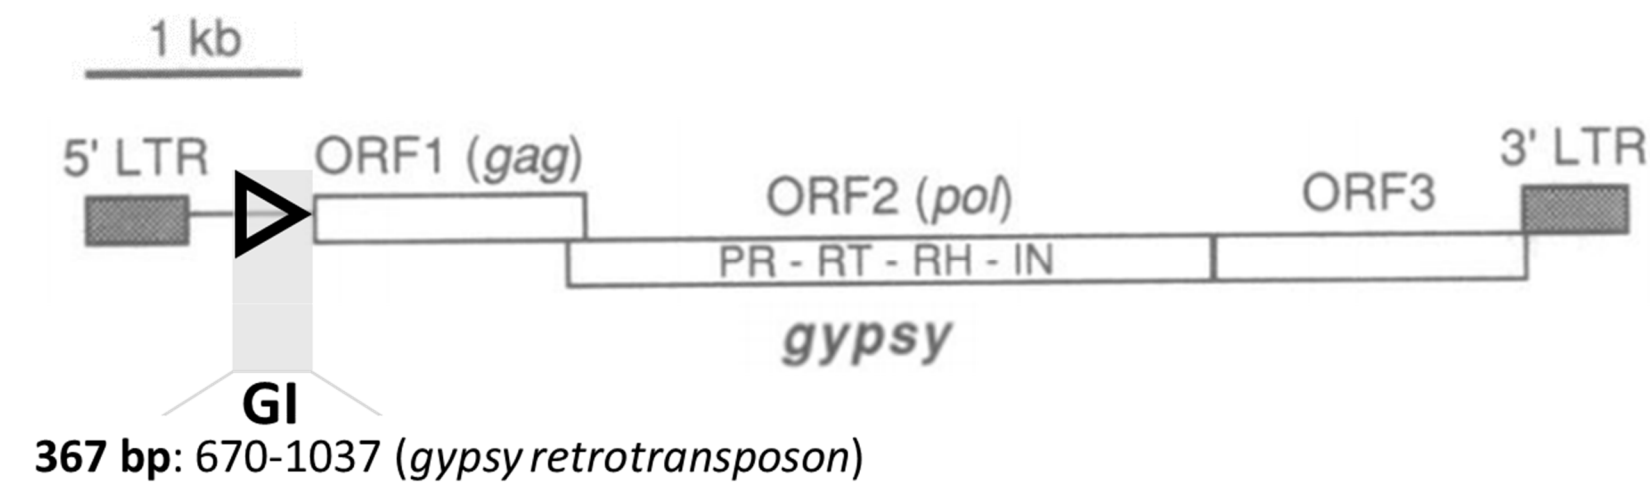 1 kb
5' LTR
ORF1 (gag)
ORF2 (pol)
ORF3
3' LTR
PR - RT - RH - IN
gypsy
GI
367 bp: 670-1037 (gypsy retrotransposon)